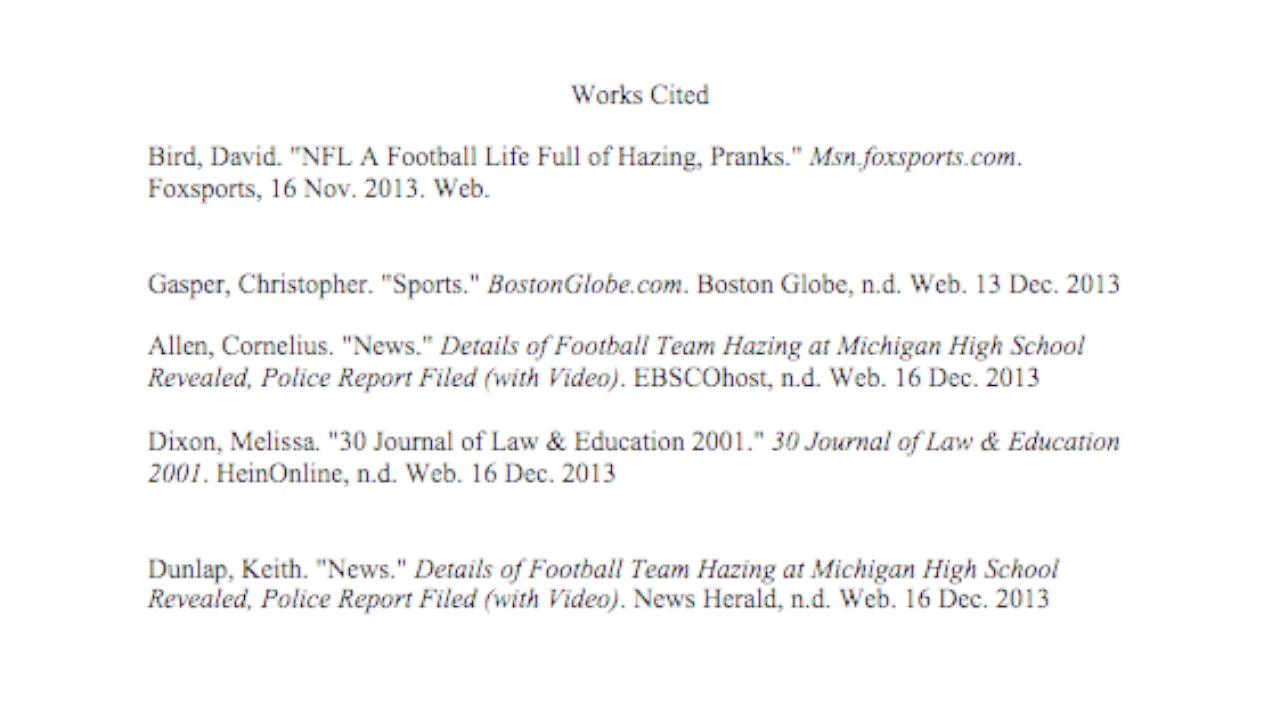 Works Cited
Bird, David. "NFL A Football Life Full of Hazing, Pranks." Msn.foxsports.com.
Foxsports, 16 Nov. 2013. Web.
Gasper, Christopher. "Sports." BostonGlobe.com. Boston Globe, n.d. Web. 13 Dec. 2013
Allen, Cornelius. "News." Details of Football Team Hazing at Michigan High School
Revealed, Police Report Filed (with Video). EBSCOhost, n.d. Web. 16 Dec. 2013
Dixon, Melissa. "30 Journal of Law & Education 2001." 30 Journal of Law & Education
2001. HeinOnline, n.d. Web. 16 Dec. 2013
Dunlap, Keith. "News." Details of Football Team Hazing at Michigan High School
Revealed, Police Report Filed (with Video). News Herald, n.d. Web. 16 Dec. 2013